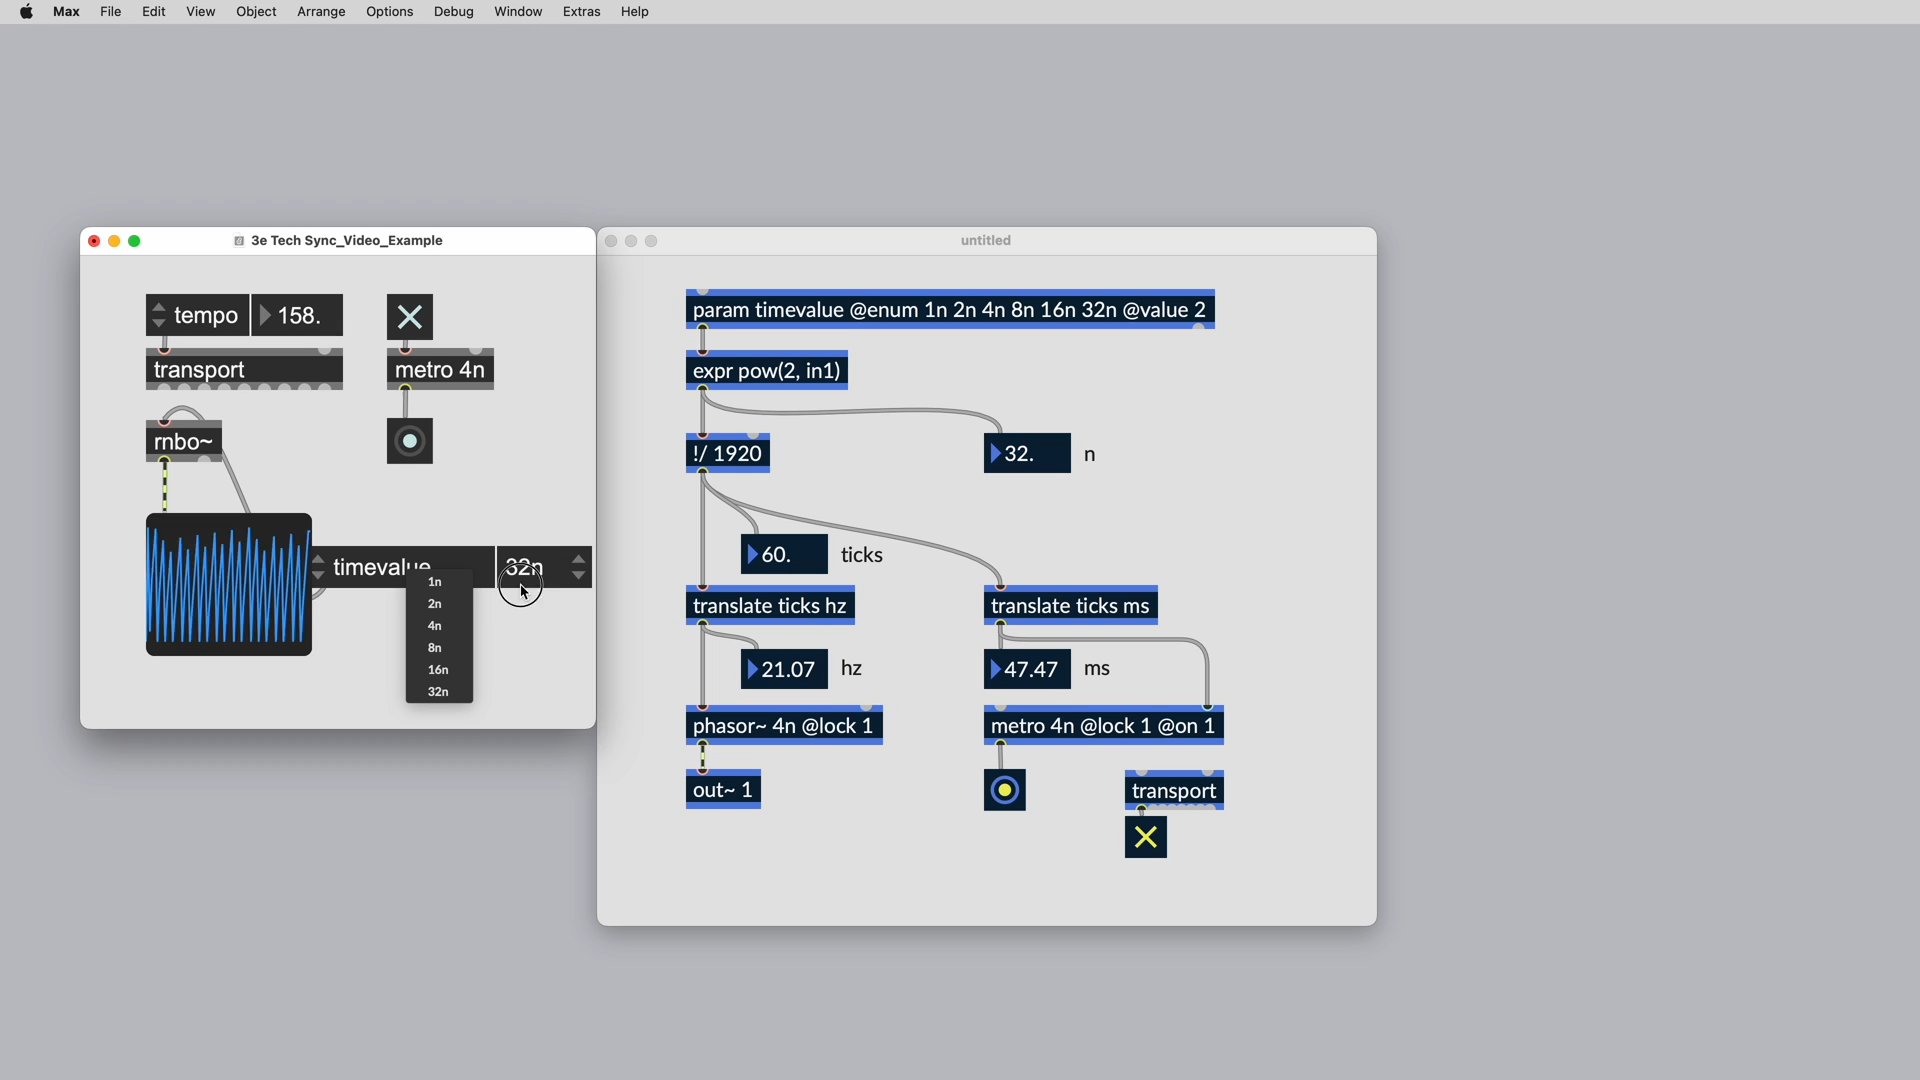 Max File Edit View Object Arrange Options Debug Window Extras Help
3e Tech Sync_Video_Example
tempo 158.
transport
metro 4n
rnbo~
timevalue 32n
1n
2n
4n
8n
16n
32n
untitled
param timevalue @enum 1n 2n 4n 8n 16n 32n @value 2
expr pow(2, in1)
!/ 1920
32. n
60. ticks
translate ticks hz
translate ticks ms
21.07 hz
47.47 ms
phasor~ 4n @lock 1
metro 4n @lock 1 @on 1
out~ 1
transport